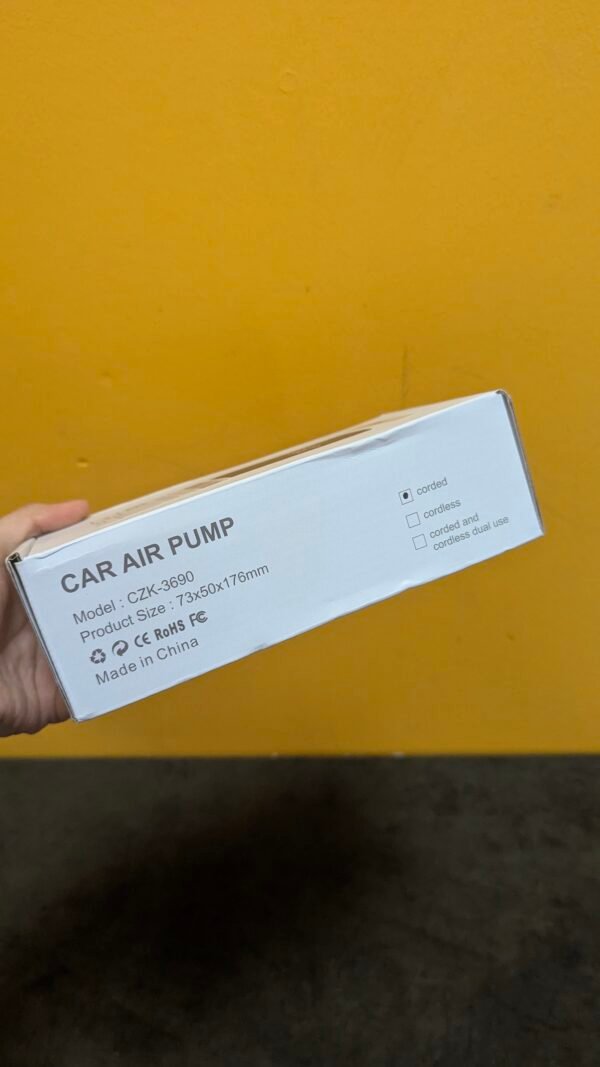 CAR AIR PUMP
Model : CZK-3690
Product Size : 73x50x176mm
CE RoHS FC
Made in China
corded
cordless
corded and
cordless dual use